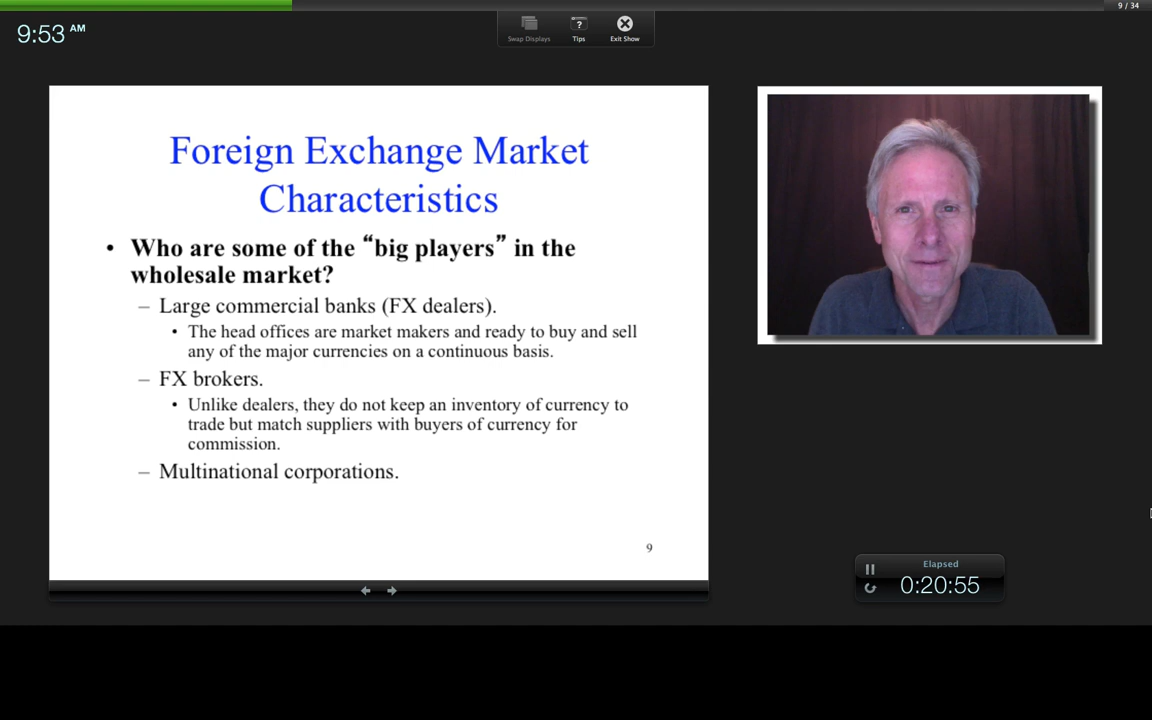 9 / 34
9:53 AM
Swap Displays
Tips
Exit Show
Foreign Exchange Market
Characteristics
• Who are some of the “big players” in the
wholesale market?
– Large commercial banks (FX dealers).
• The head offices are market makers and ready to buy and sell
any of the major currencies on a continuous basis.
– FX brokers.
• Unlike dealers, they do not keep an inventory of currency to
trade but match suppliers with buyers of currency for
commission.
– Multinational corporations.
9
Elapsed
0:20:55